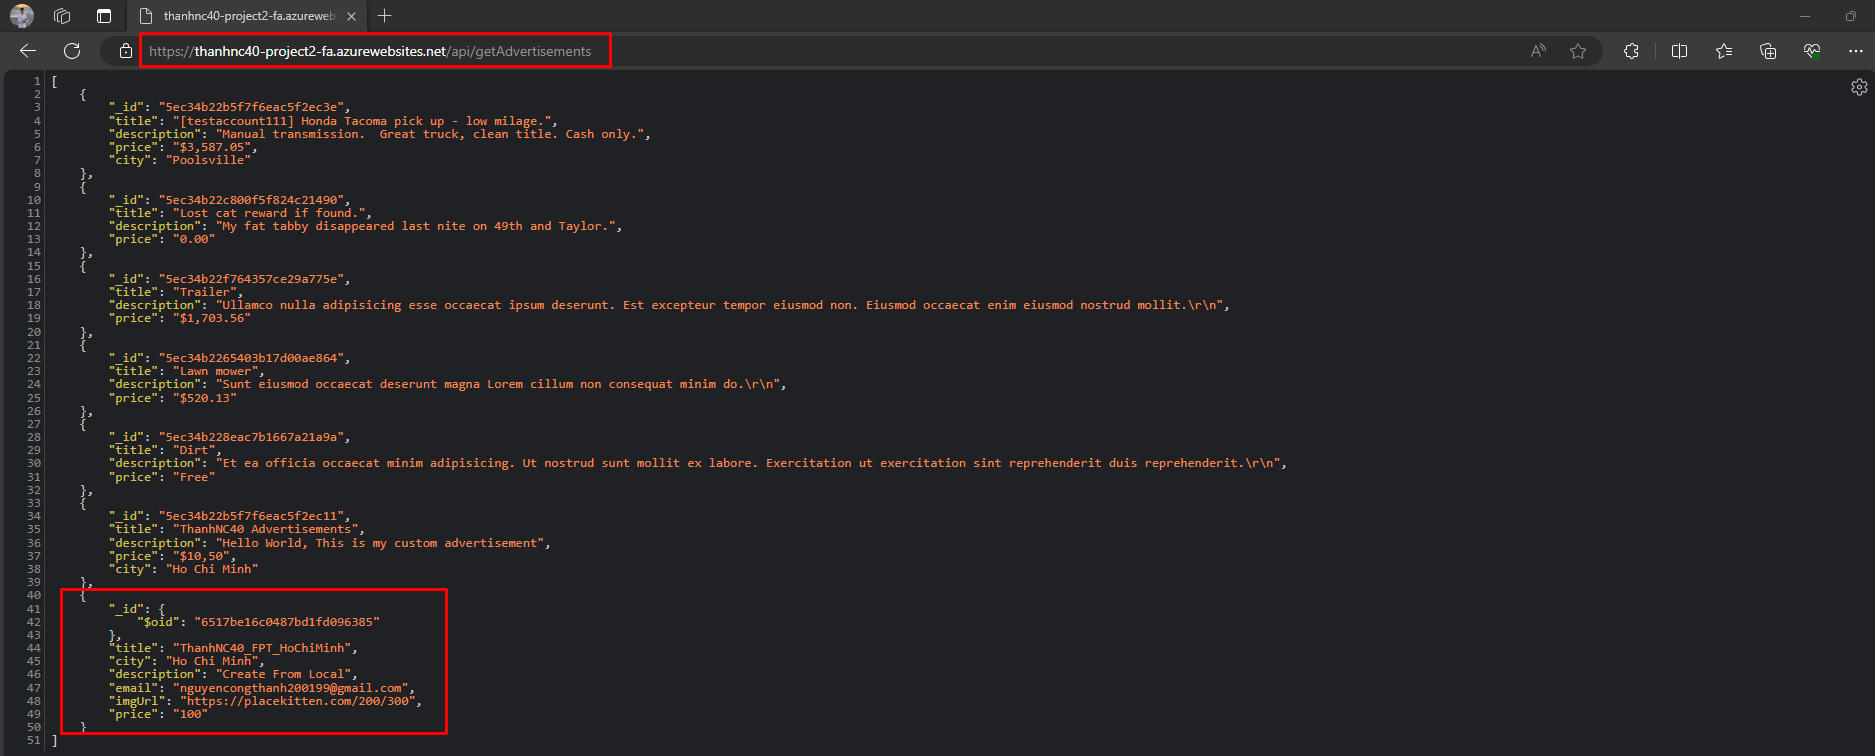 thanhnc40-project2-fa.azureweb
https://thanhnc40-project2-fa.azurewebsites.net/api/getAdvertisements
1 [
2 {
3 "_id": "5ec34b22b5f7f6eac5f2ec3e",
4 "title": "[testaccount111] Honda Tacoma pick up - low milage.",
5 "description": "Manual transmission.  Great truck, clean title. Cash only.",
6 "price": "$3,587.05",
7 "city": "Poolsville"
8 },
9 {
10 "_id": "5ec34b22c800f5f824c21490",
11 "title": "Lost cat reward if found.",
12 "description": "My fat tabby disappeared last nite on 49th and Taylor.",
13 "price": "0.00"
14 },
15 {
16 "_id": "5ec34b22f764357ce29a775e",
17 "title": "Trailer",
18 "description": "Ullamco nulla adipisicing esse occaecat ipsum deserunt. Est excepteur tempor eiusmod non. Eiusmod occaecat enim eiusmod nostrud mollit.\r\n",
19 "price": "$1,703.56"
20 },
21 {
22 "_id": "5ec34b2265403b17d00ae864",
23 "title": "Lawn mower",
24 "description": "Sunt eiusmod occaecat deserunt magna Lorem cillum non consequat minim do.\r\n",
25 "price": "$520.13"
26 },
27 {
28 "_id": "5ec34b228eac7b1667a21a9a",
29 "title": "Dirt",
30 "description": "Et ea officia occaecat minim adipisicing. Ut nostrud sunt mollit ex labore. Exercitation ut exercitation sint reprehenderit duis reprehenderit.\r\n",
31 "price": "Free"
32 },
33 {
34 "_id": "5ec34b22b5f7f6eac5f2ec11",
35 "title": "ThanhNC40 Advertisements",
36 "description": "Hello World, This is my custom advertisement",
37 "price": "$10,50",
38 "city": "Ho Chi Minh"
39 },
40 {
41 "_id": {
42 "$oid": "6517be16c0487bd1fd096385"
43 },
44 "title": "ThanhNC40_FPT_HoChiMinh",
45 "city": "Ho Chi Minh",
46 "description": "Create From Local",
47 "email": "nguyencongthanh200199@gmail.com",
48 "imgUrl": "https://placekitten.com/200/300",
49 "price": "100"
50 }
51 ]